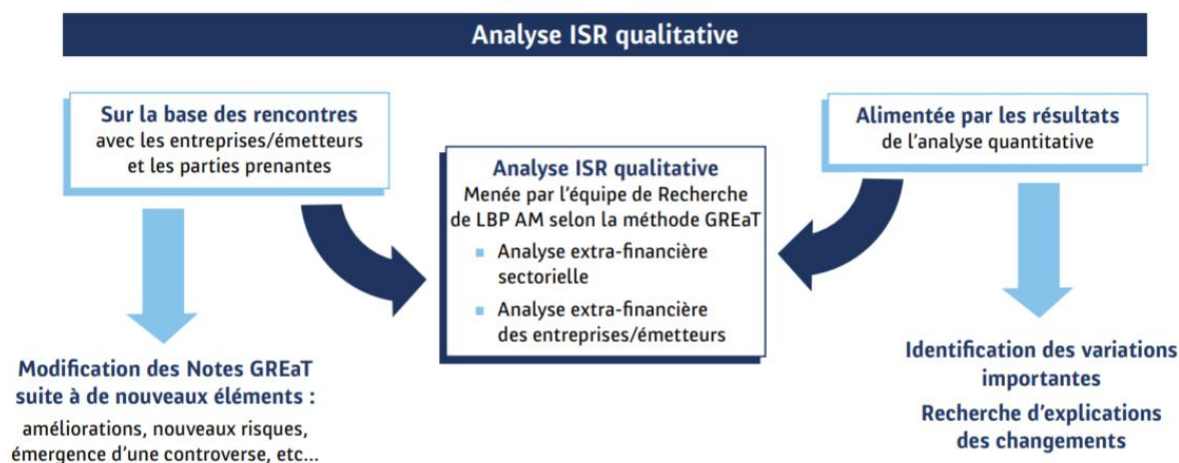 Analyse ISR qualitative
Sur la base des rencontres
avec les entreprises/émetteurs
et les parties prenantes
Alimentée par les résultats
de l'analyse quantitative
Analyse ISR qualitative
Menée par l'équipe de Recherche
de LBP AM selon la méthode GREaT
Analyse extra-financière
sectorielle
Analyse extra-financière
des entreprises/émetteurs
Modification des Notes GREaT
suite à de nouveaux éléments :
améliorations, nouveaux risques,
émergence d'une controverse, etc...
Identification des variations
importantes
Recherche d'explications
des changements